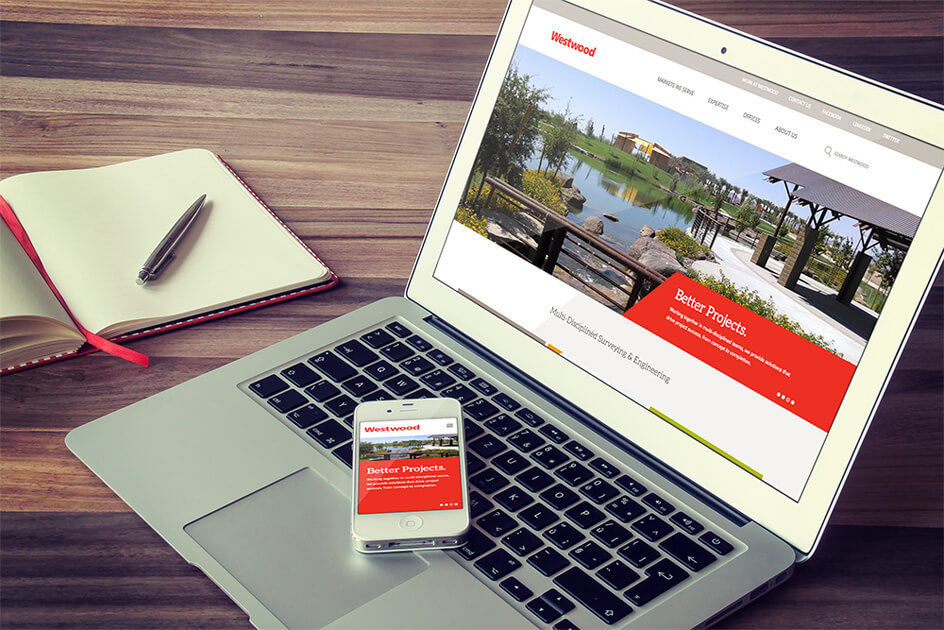 WORK AT WESTWOOD CONTACT US FACEBOOK LINKEDIN TWITTER
Westwood
MARKETS WE SERVE EXPERTISE OFFICES ABOUT US SEARCH WESTWOOD
Better Projects.
Working together in multi-disciplined teams, we provide solutions that
drive project success, from concept to completion.
Multi-Disciplined Surveying & Engineering
Westwood
Better Projects.
Working together in multi-disciplined teams,
we provide solutions that drive project
success, from concept to completion.